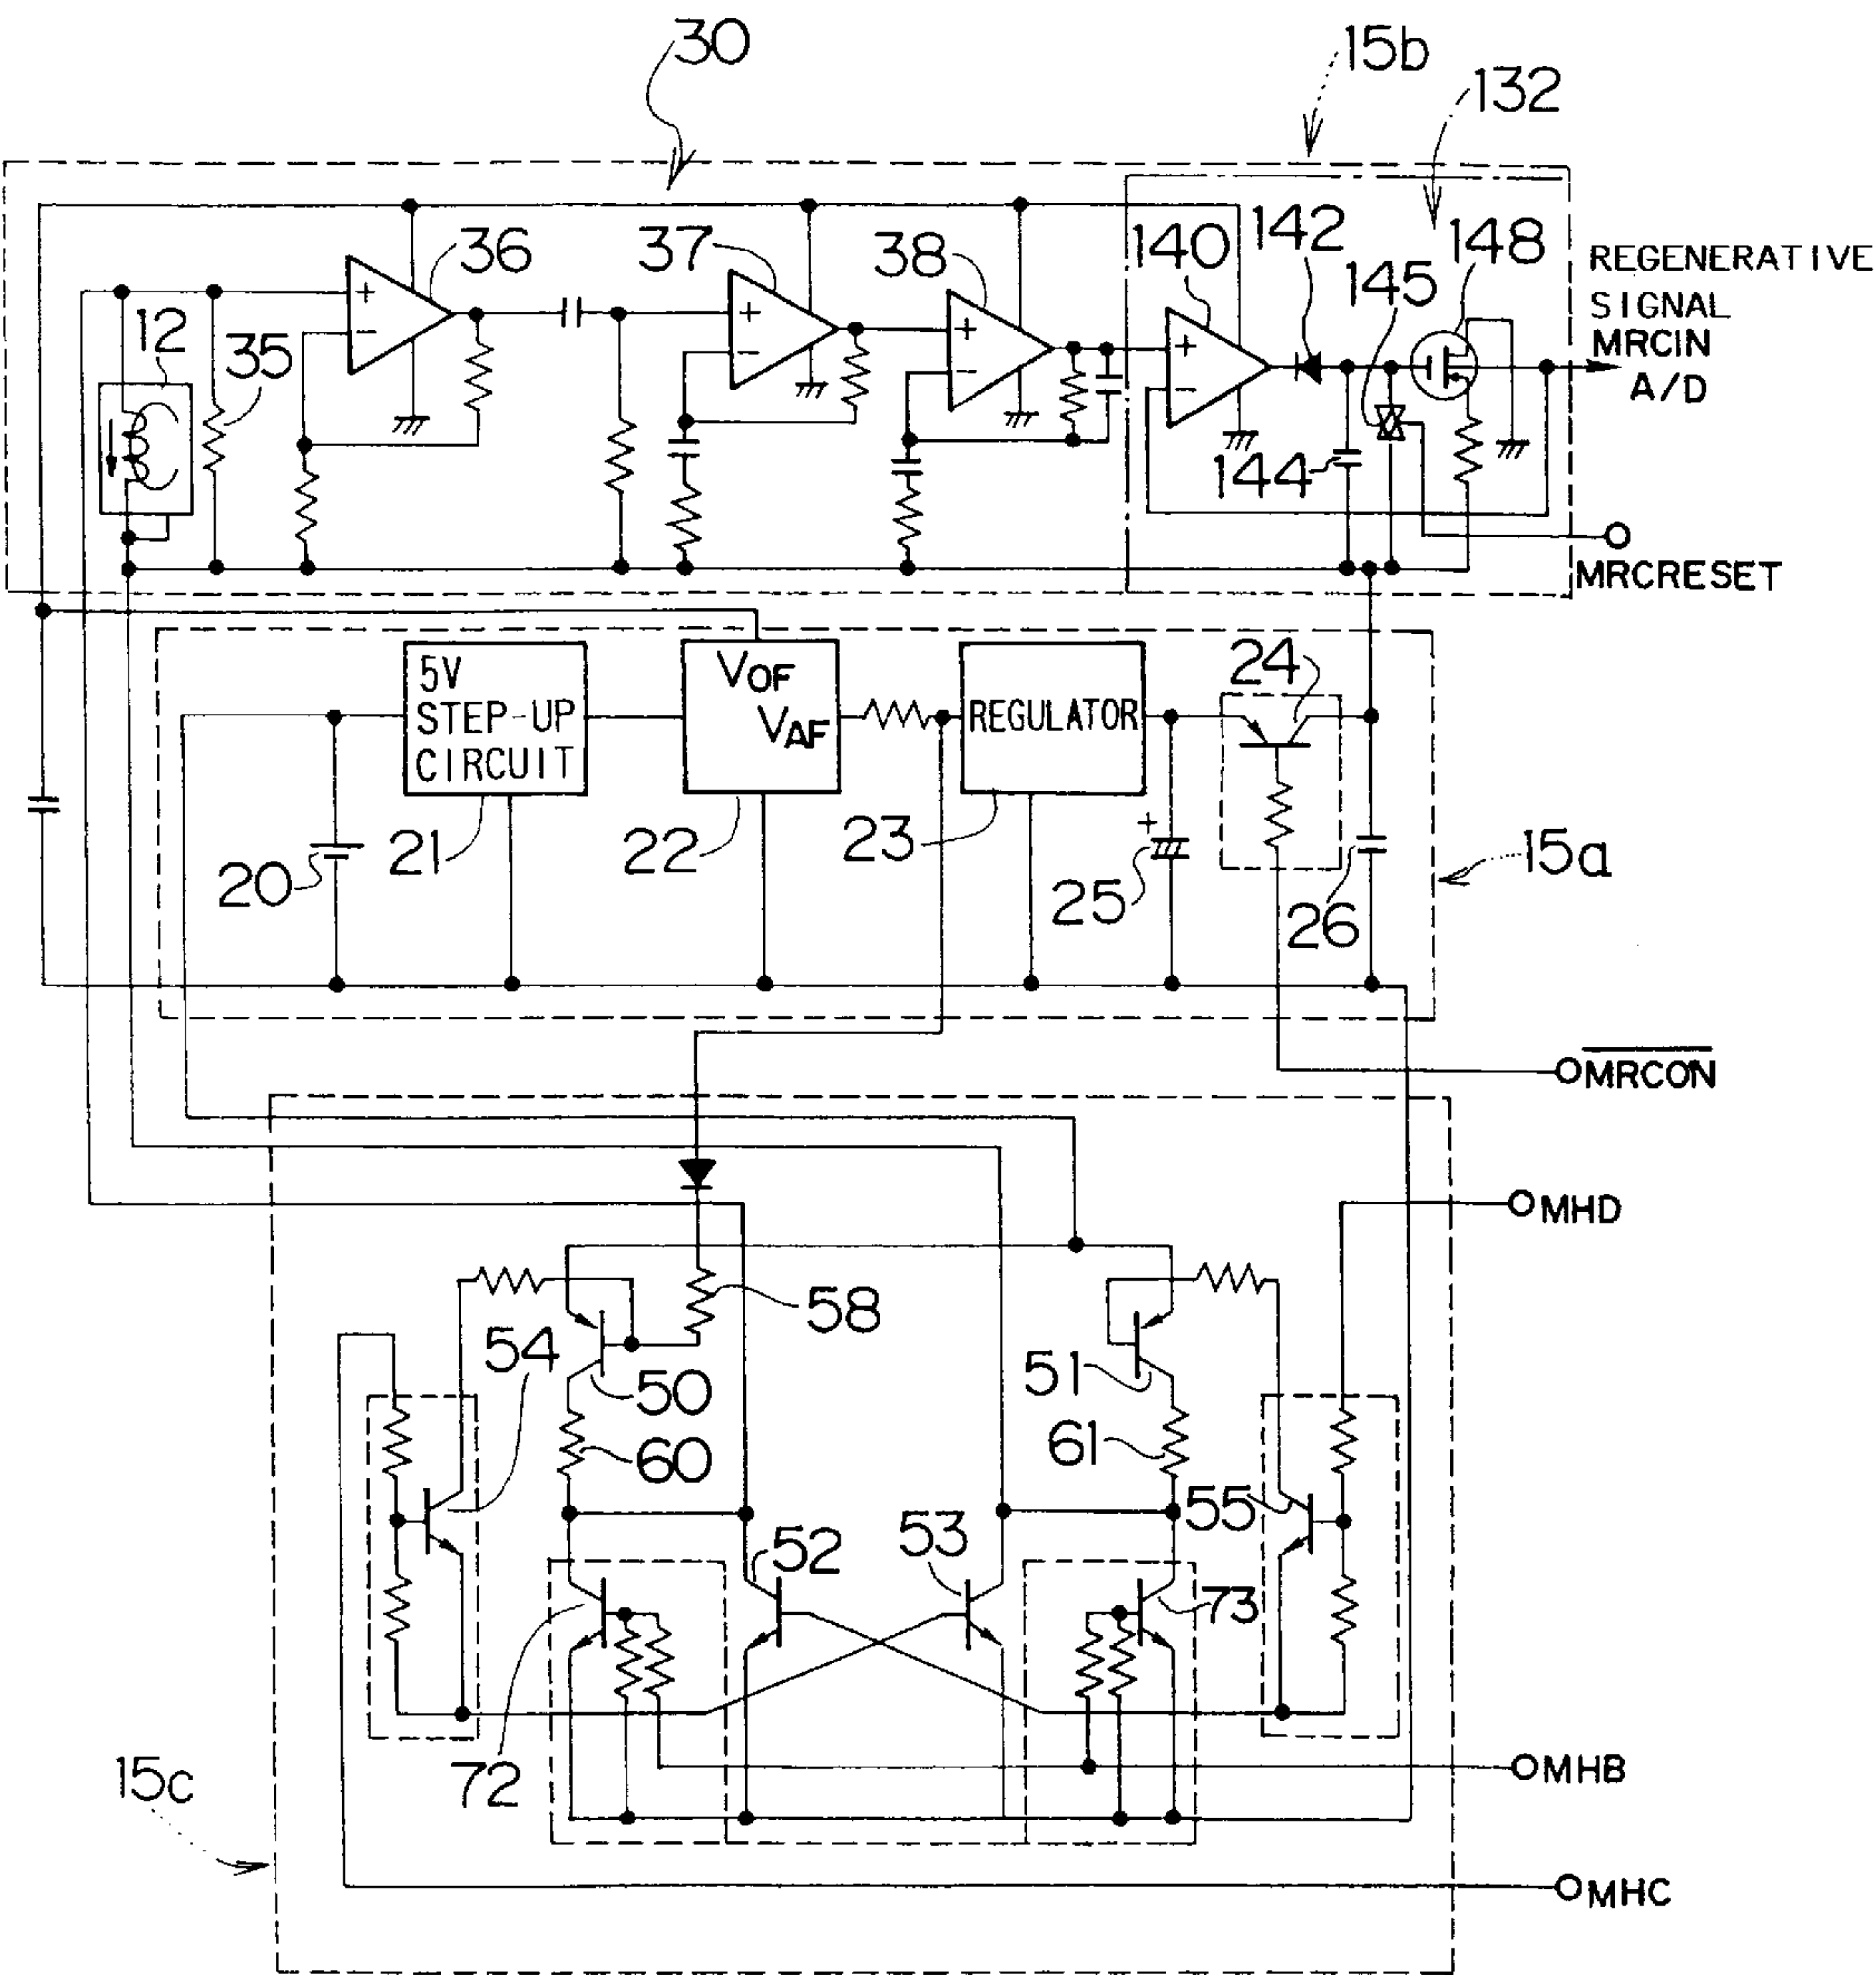 30
15b
132
36
37
38
140
142
148
145
REGENERATIVE
SIGNAL
MRCIN
A/D
12
35
144
MRCRESET
5V
STEP-UP
CIRCUIT
VOF
VAF
REGULATOR
24
20
21
22
23
25
26
15a
MRCON
MHD
58
54
50
51
60
61
55
52
53
72
73
15c
MHB
MHC
+
−
+
−
+
−
+
−
+